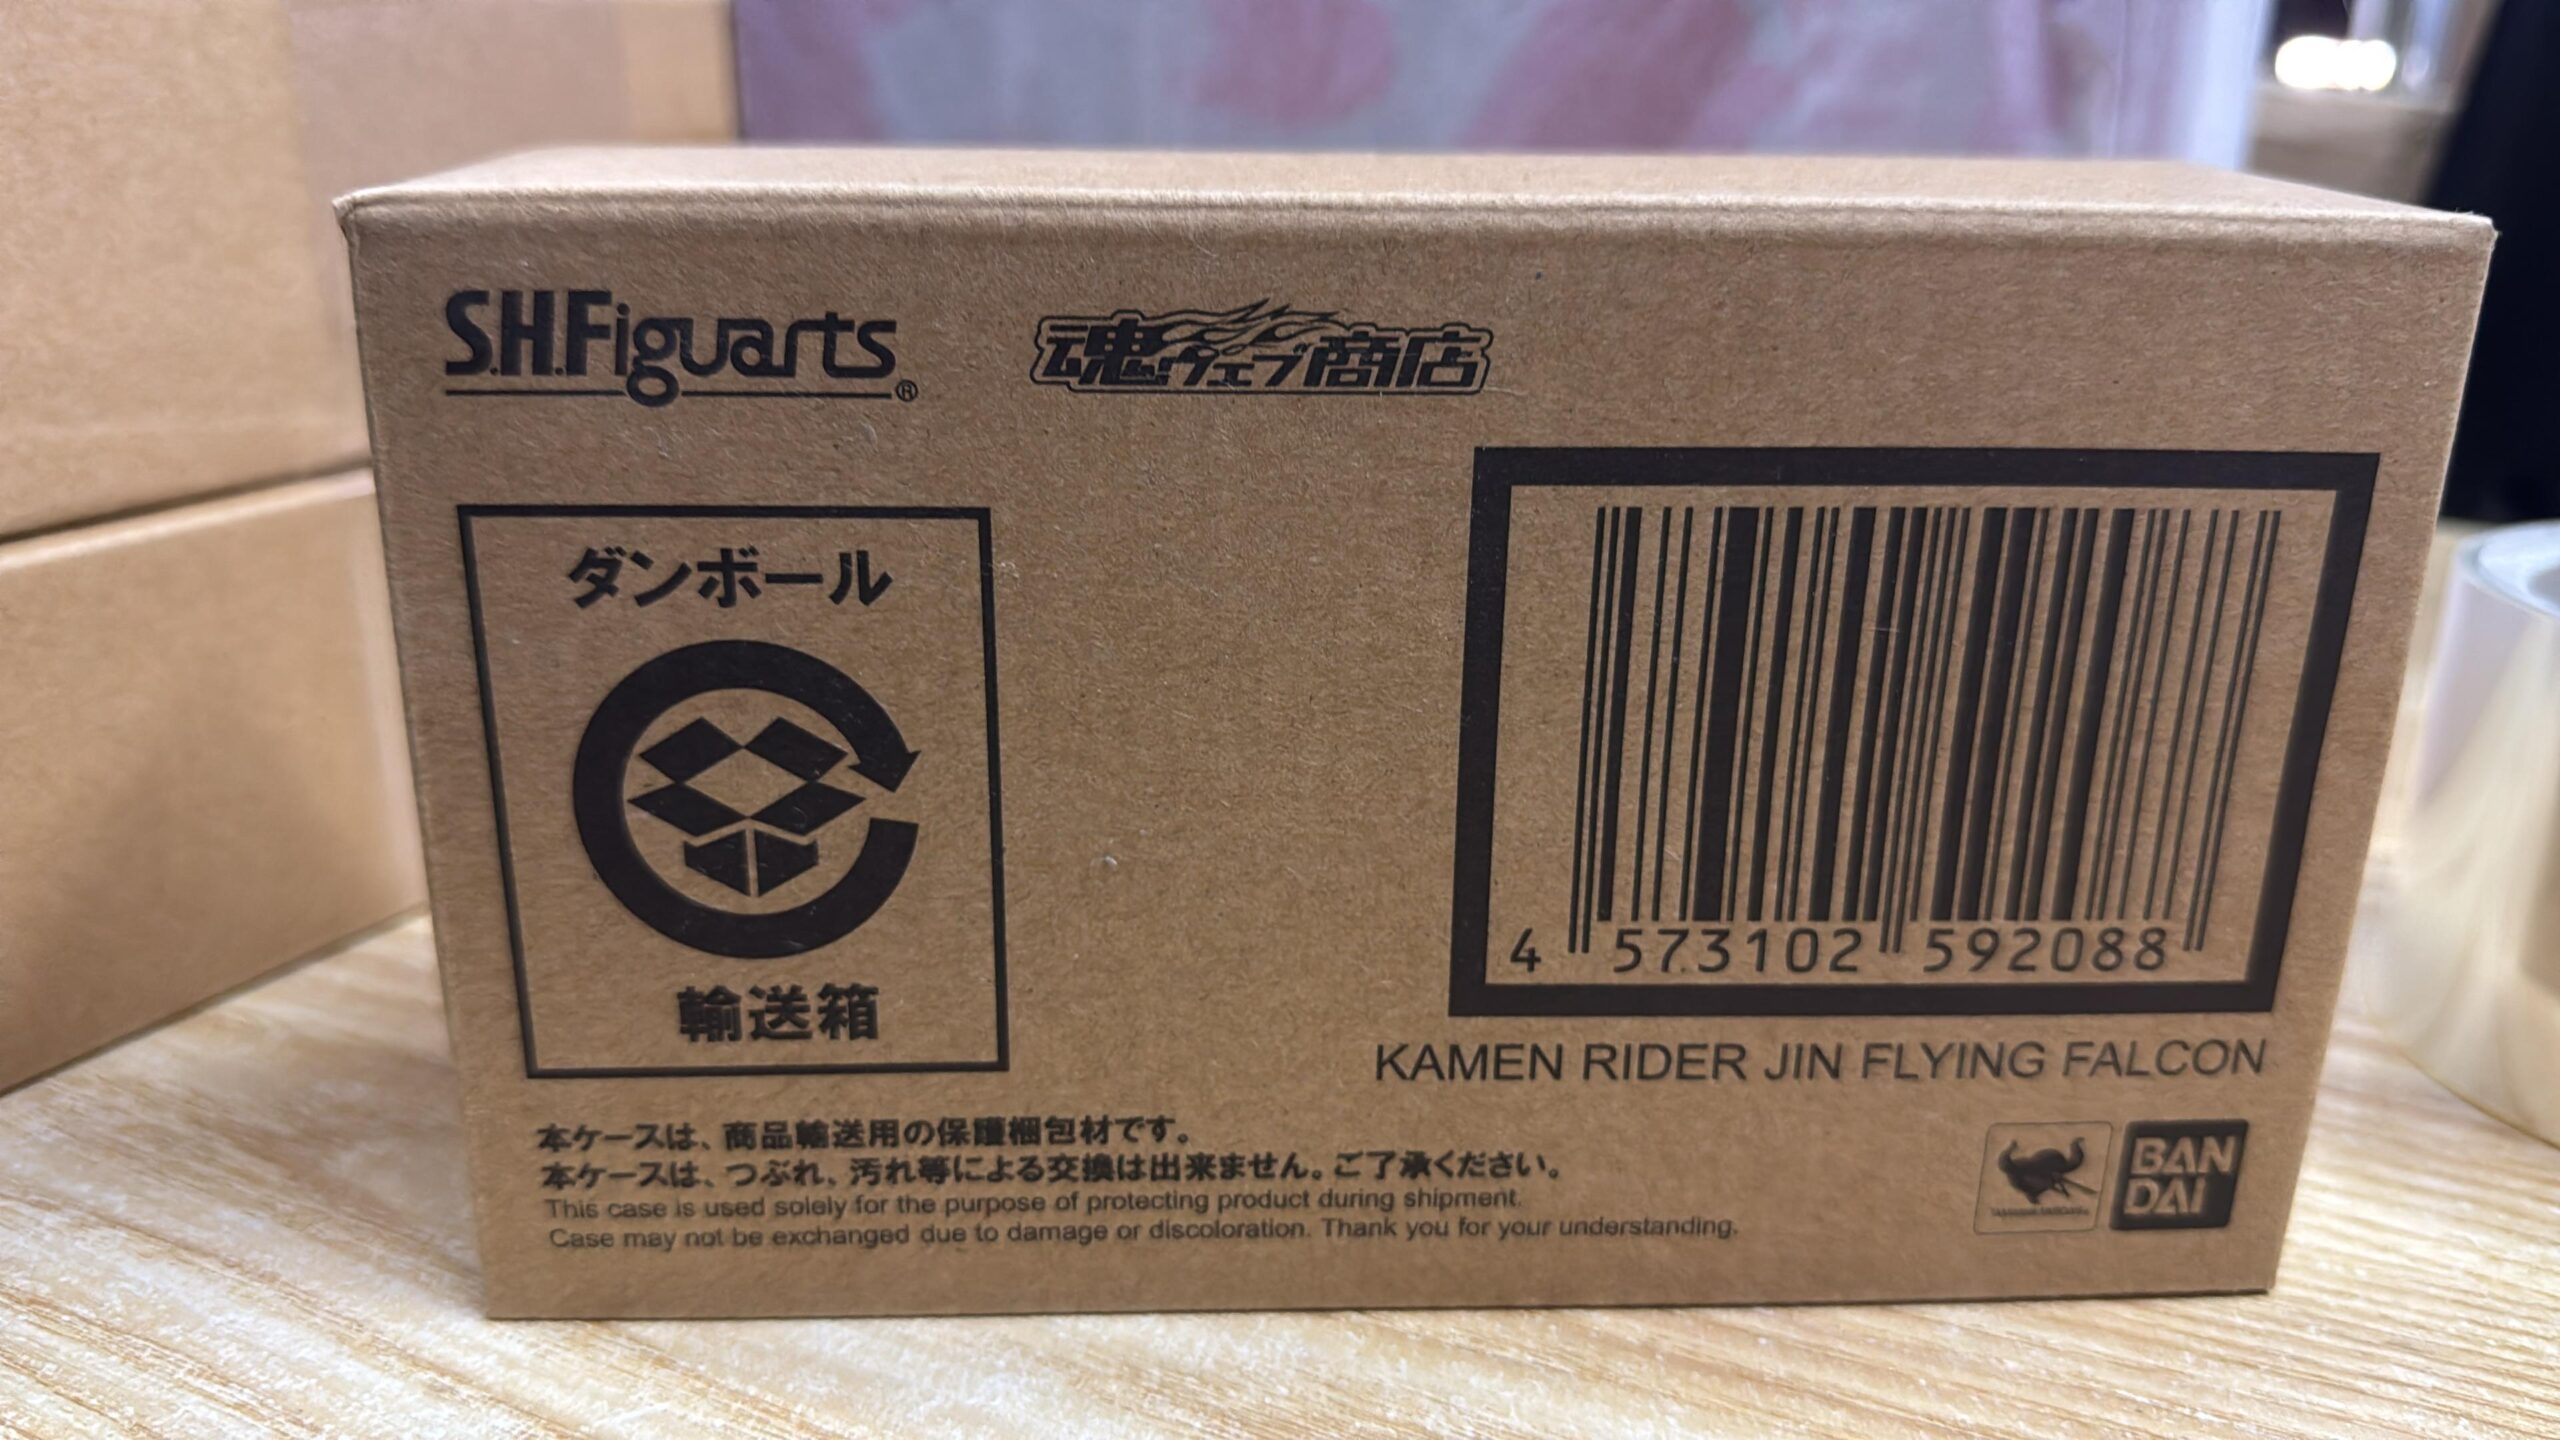 S.H.Figuarts®
魂ウェブ商店
ダンボール
輸送箱
4 573102 592088
KAMEN RIDER JIN FLYING FALCON
本ケースは、商品輸送用の保護梱包材です。
本ケースは、つぶれ、汚れ等による交換は出来ません。ご了承ください。
This case is used solely for the purpose of protecting product during shipment.
Case may not be exchanged due to damage or discoloration. Thank you for your understanding.
BAN
DAI